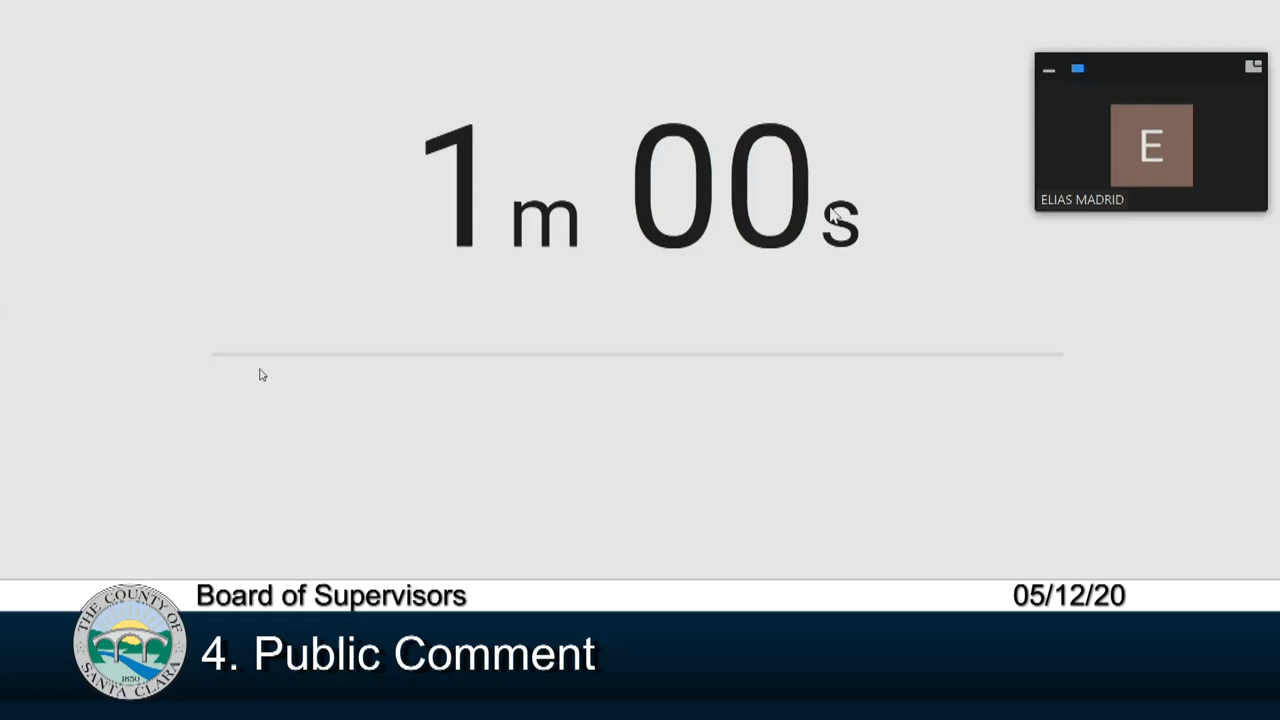 1m 00s
E
ELIAS MADRID
Board of Supervisors
05/12/20
4. Public Comment
THE COUNTY OF
SANTA CLARA
1850